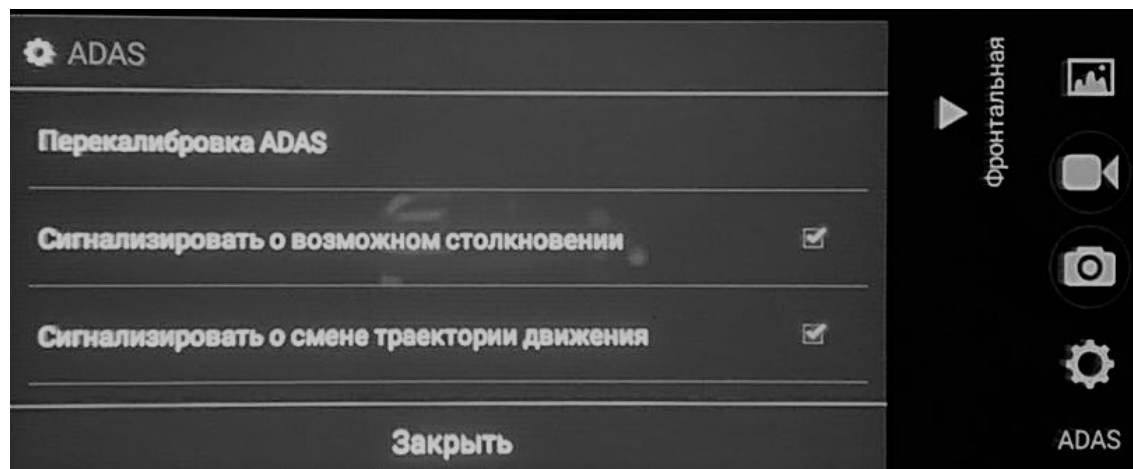 ADAS
Перекалибровка ADAS
Сигнализировать о возможном столкновении
Сигнализировать о смене траектории движения
Закрыть
Фронтальная
ADAS